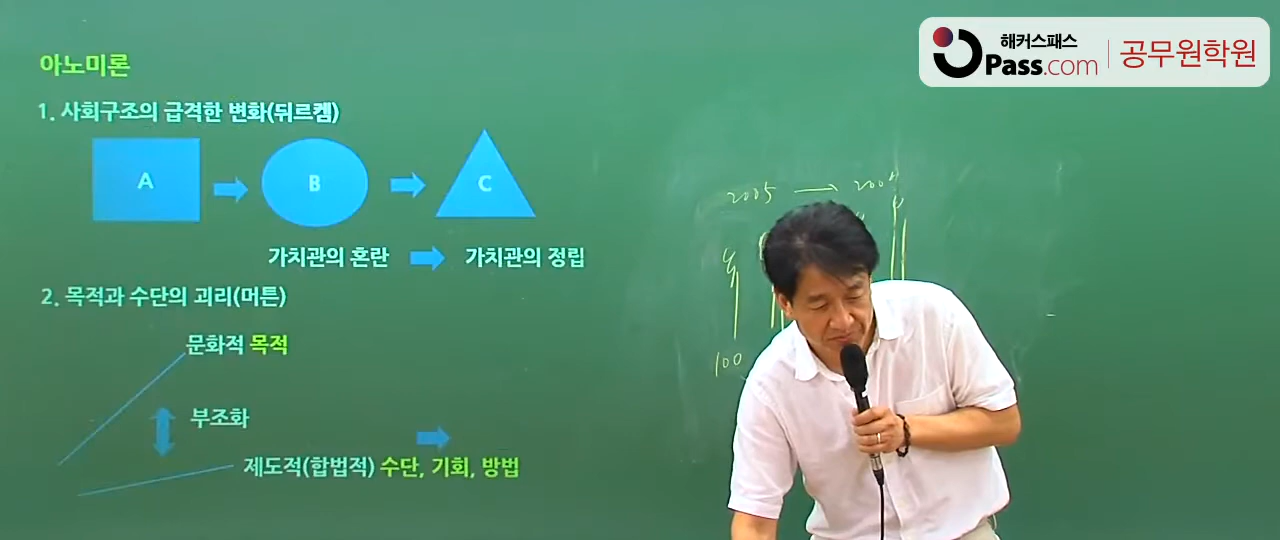 아노미론
1. 사회구조의 급격한 변화(뒤르켐)
A B C
가치관의 혼란 가치관의 정립
2. 목적과 수단의 괴리(머튼)
문화적 목적
부조화
제도적(합법적) 수단, 기회, 방법
해커스패스
Pass.com 공무원학원
2005
100